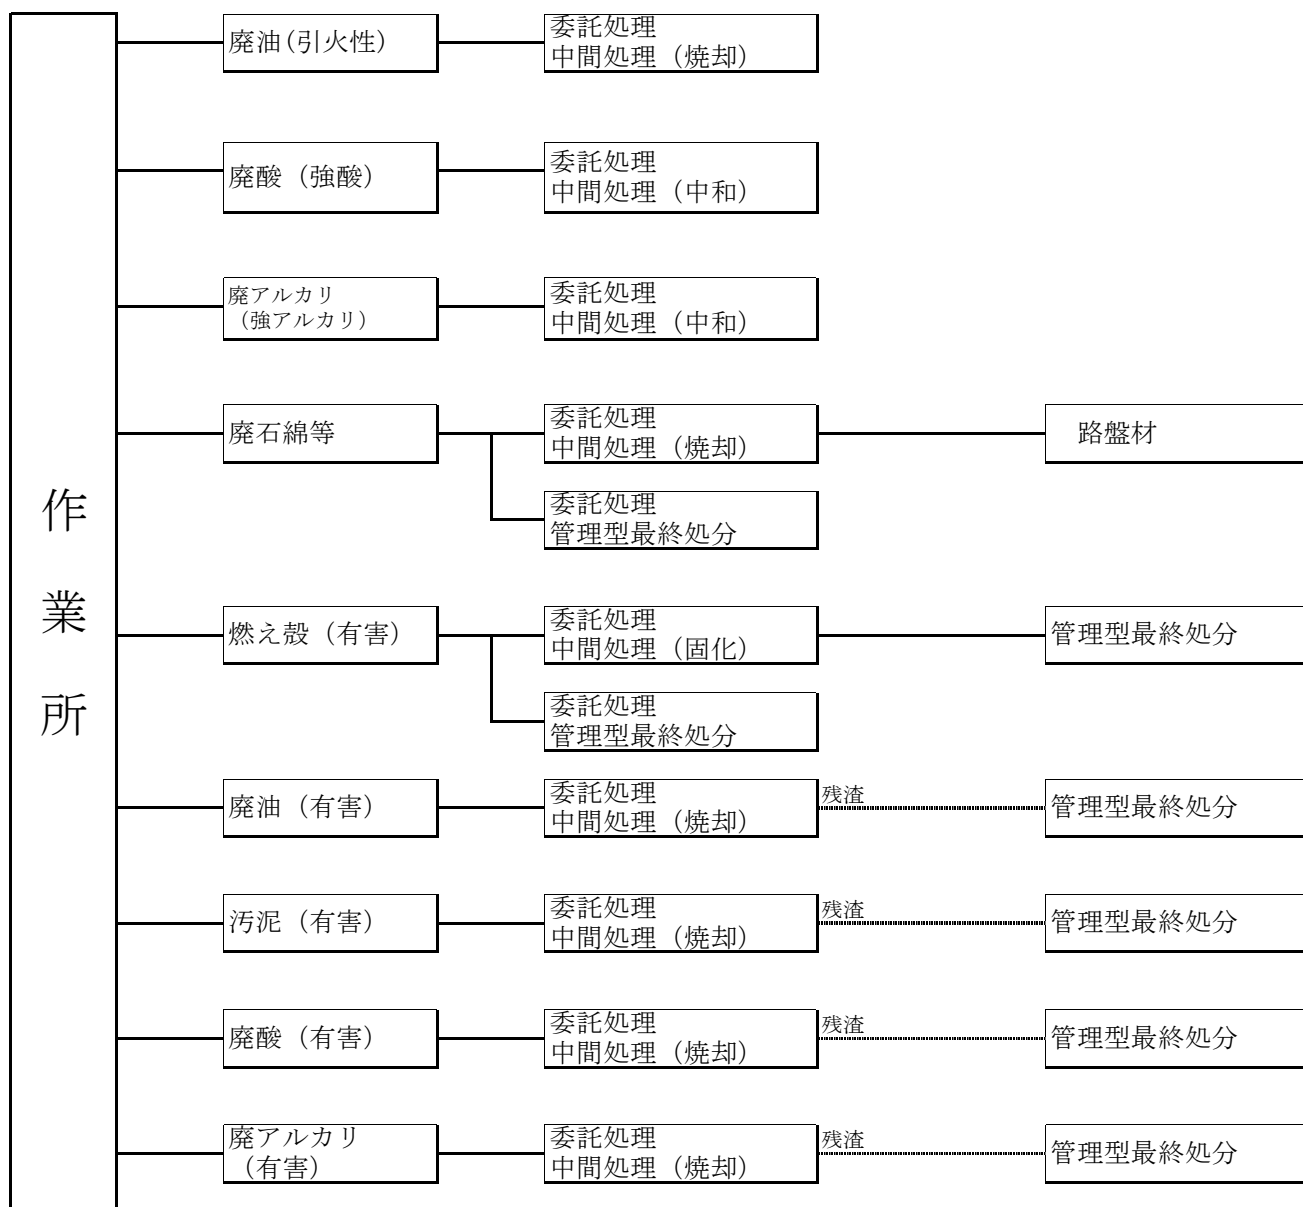 作
業
所
廃油(引火性)
委託処理
中間処理（焼却）
廃酸（強酸）
委託処理
中間処理（中和）
廃アルカリ
（強アルカリ）
委託処理
中間処理（中和）
廃石綿等
委託処理
中間処理（焼却）
路盤材
委託処理
管理型最終処分
燃え殻（有害）
委託処理
中間処理（固化）
管理型最終処分
委託処理
管理型最終処分
廃油（有害）
委託処理
中間処理（焼却）
残渣
管理型最終処分
汚泥（有害）
委託処理
中間処理（焼却）
残渣
管理型最終処分
廃酸（有害）
委託処理
中間処理（焼却）
残渣
管理型最終処分
廃アルカリ
（有害）
委託処理
中間処理（焼却）
残渣
管理型最終処分